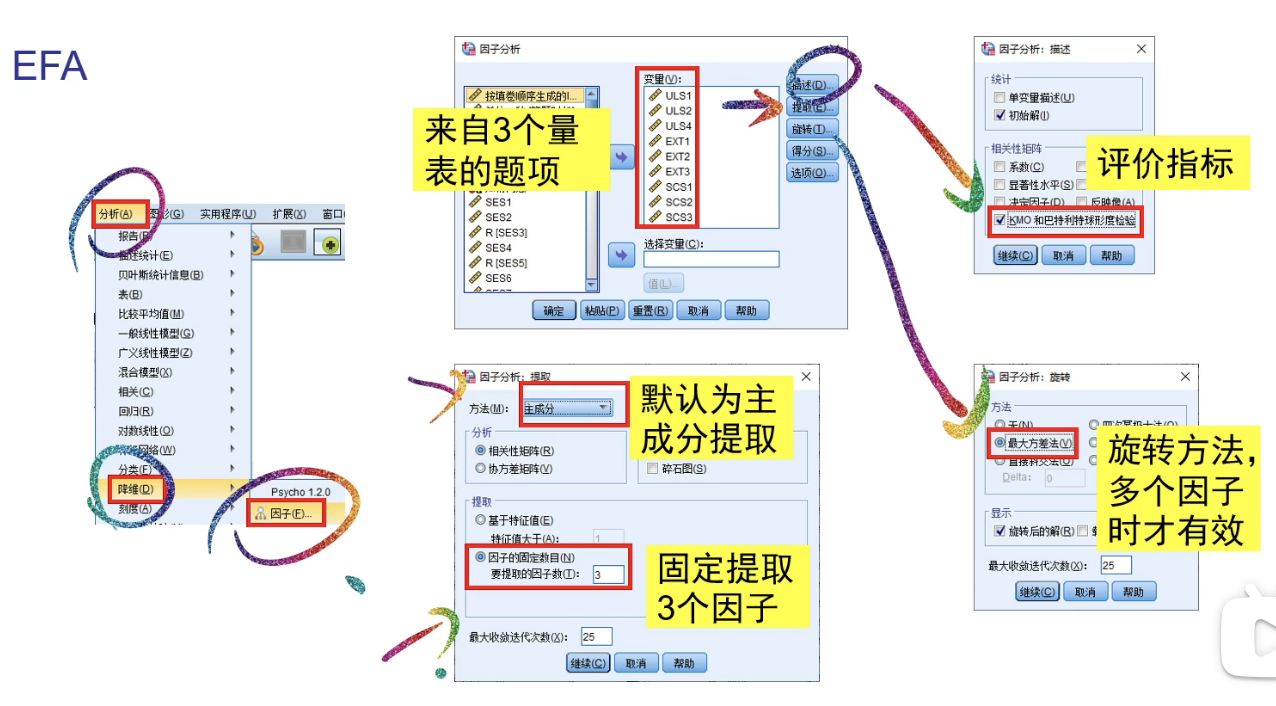 EFA
分析(A)
图形(G)
实用程序(U)
扩展(X)
报告(P)
描述统计(E)
贝叶斯统计信息(B)
表(B)
比较平均值(M)
一般线性模型(G)
广义线性模型(Z)
混合模型(X)
相关(C)
回归(R)
对数线性(O)
网络(W)
分类(F)
降维(D)
刻度(A)
Psycho 1.2.0
因子(F)...
因子分析
按填卷顺序生成的I...
来自3个量
表的题项
SES1
SES2
R [SES3]
SES4
R [SES5]
SES6
变量(V):
ULS1
ULS2
ULS4
EXT1
EXT2
EXT3
SCS1
SCS2
SCS3
选择变量(C):
值(L)...
描述(D)...
提取(E)...
旋转(T)...
得分(S)...
选项(O)...
确定
粘贴(P)
重置(R)
取消
帮助
因子分析：描述
统计
单变量描述(U)
初始解(I)
相关性矩阵
系数(C)
显著性水平(S)
决定因子(D)
反映像(A)
KMO 和巴特利特球形度检验
评价指标
继续(C)
取消
帮助
因子分析：提取
方法(M):
主成分
默认为主
成分提取
分析
相关性矩阵(R)
协方差矩阵(V)
碎石图(S)
提取
基于特征值(E)
特征值大于(A):
1
因子的固定数目(N)
要提取的因子数(T):
3
固定提取
3个因子
最大收敛迭代次数(X):
25
继续(C)
取消
帮助
因子分析：旋转
方法
无(N)
四次幂极大法(Q)
最大方差法(V)
直接斜交法(O)
Delta:
0
旋转方法，
多个因子
时才有效
显示
旋转后的解(R)
最大收敛迭代次数(X):
25
继续(C)
取消
帮助